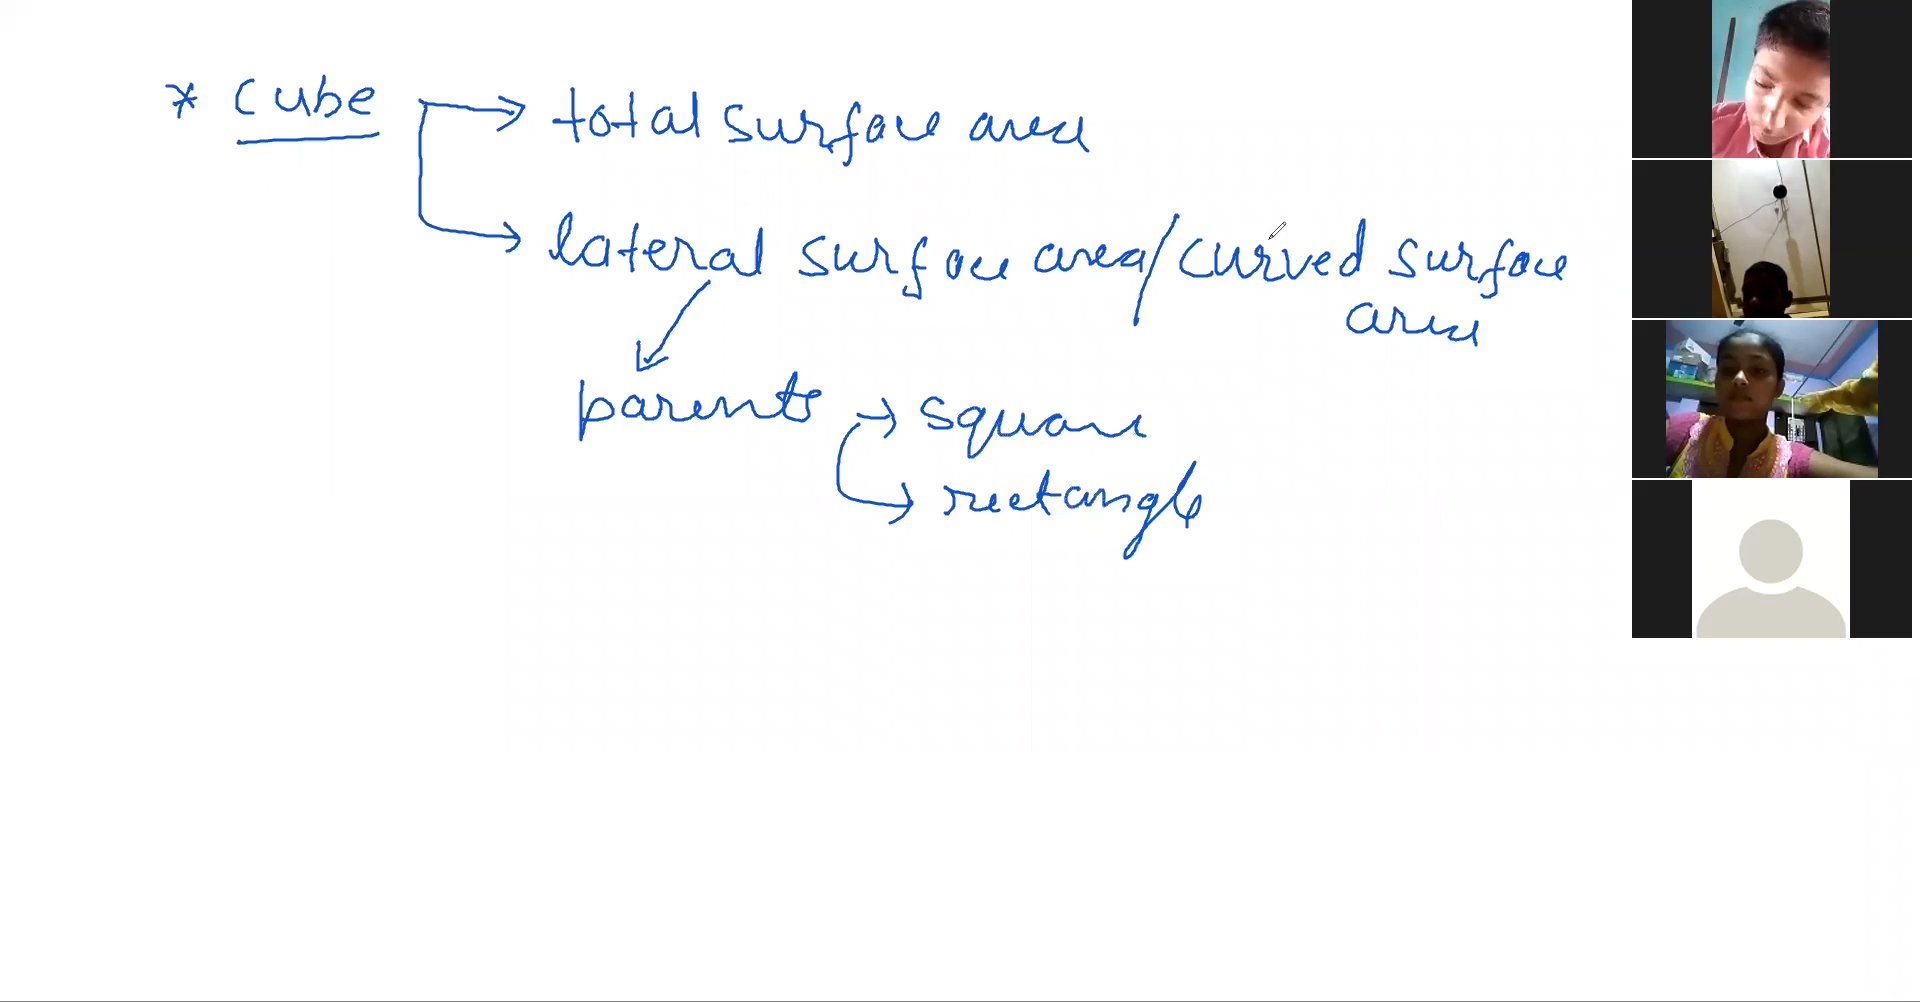 * cube → total surface area
→ lateral surface area/curved surface
area
parents → square
→ rectangle